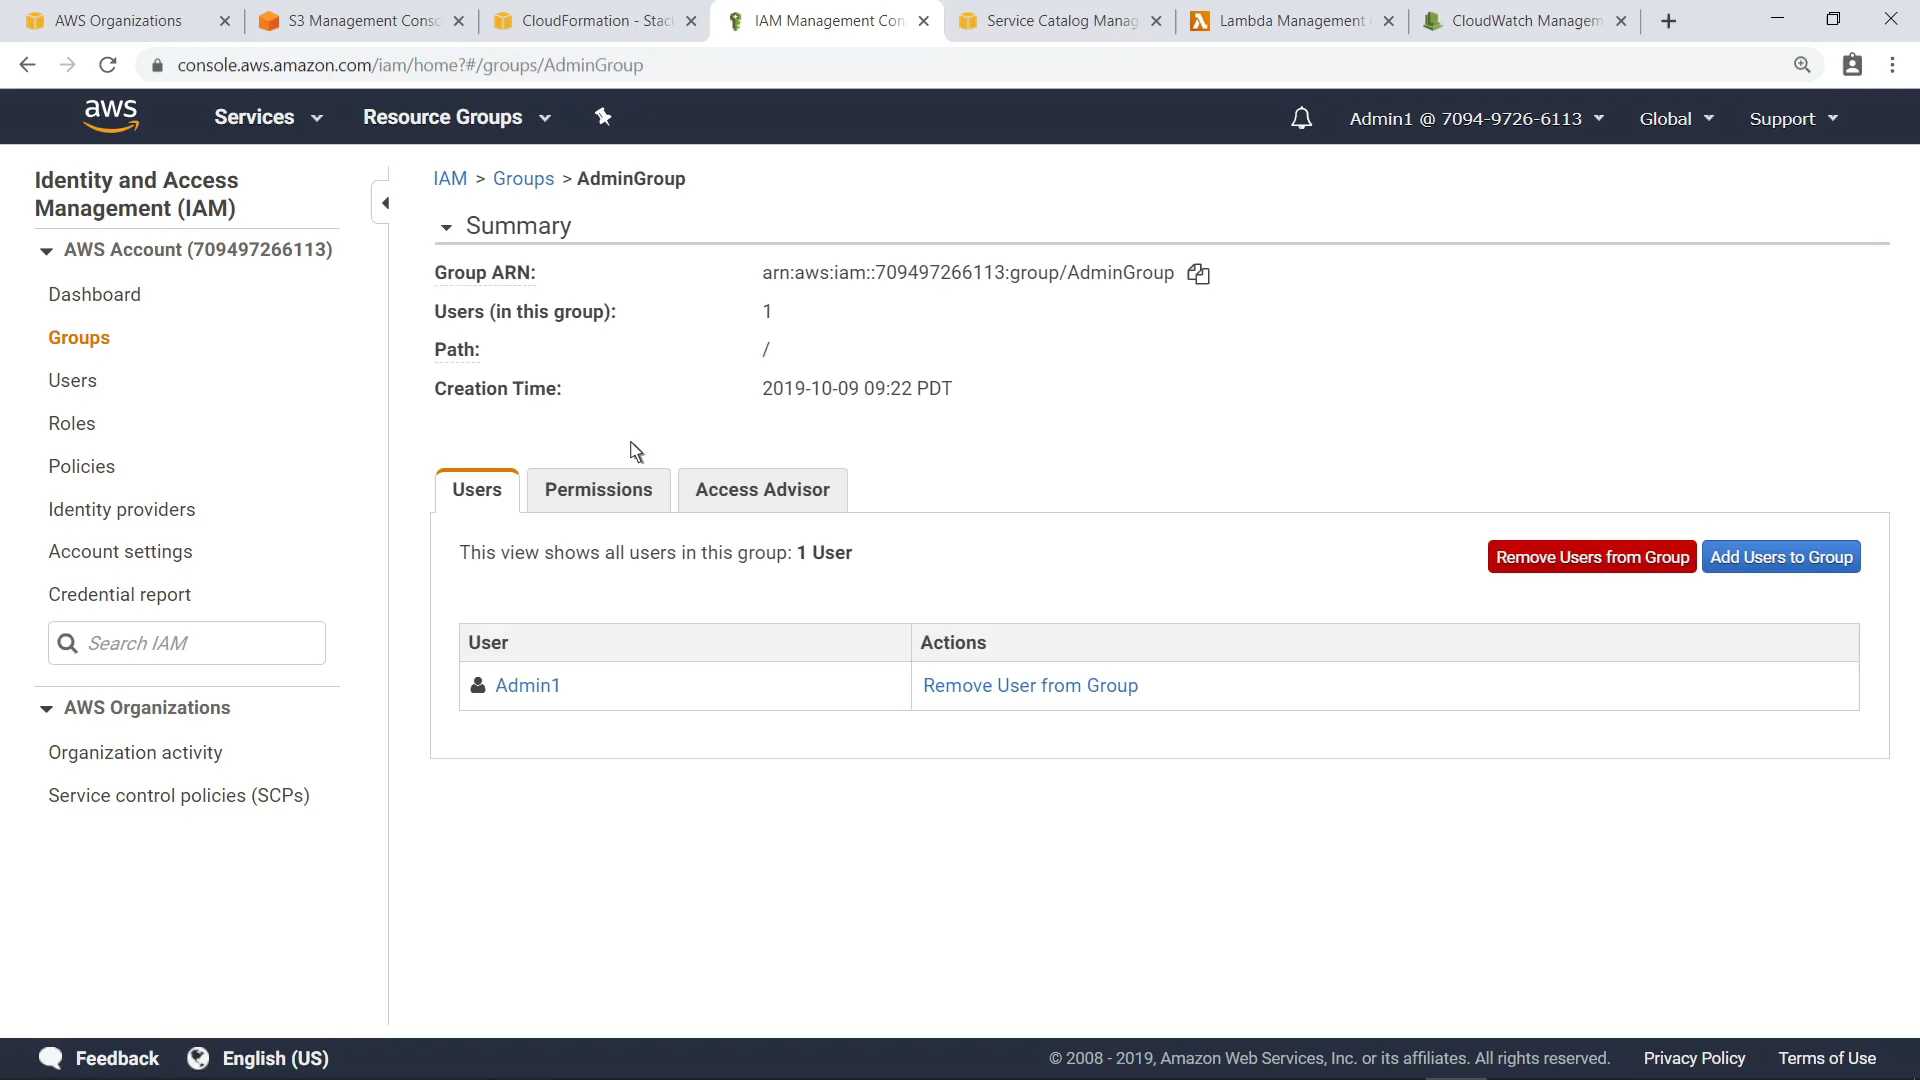 AWS Organizations
S3 Management Consc
CloudFormation - Stac
IAM Management Con
Service Catalog Manag
Lambda Management
CloudWatch Managem
console.aws.amazon.com/iam/home?#/groups/AdminGroup
aws
Services
Resource Groups
Admin1 @ 7094-9726-6113
Global
Support
Identity and Access
Management (IAM)
AWS Account (709497266113)
Dashboard
Groups
Users
Roles
Policies
Identity providers
Account settings
Credential report
Search IAM
AWS Organizations
Organization activity
Service control policies (SCPs)
IAM > Groups > AdminGroup
Summary
Group ARN: arn:aws:iam::709497266113:group/AdminGroup
Users (in this group): 1
Path: /
Creation Time: 2019-10-09 09:22 PDT
Users
Permissions
Access Advisor
This view shows all users in this group: 1 User
Remove Users from Group
Add Users to Group
User Actions
Admin1 Remove User from Group
Feedback
English (US)
© 2008 - 2019, Amazon Web Services, Inc. or its affiliates. All rights reserved.
Privacy Policy
Terms of Use